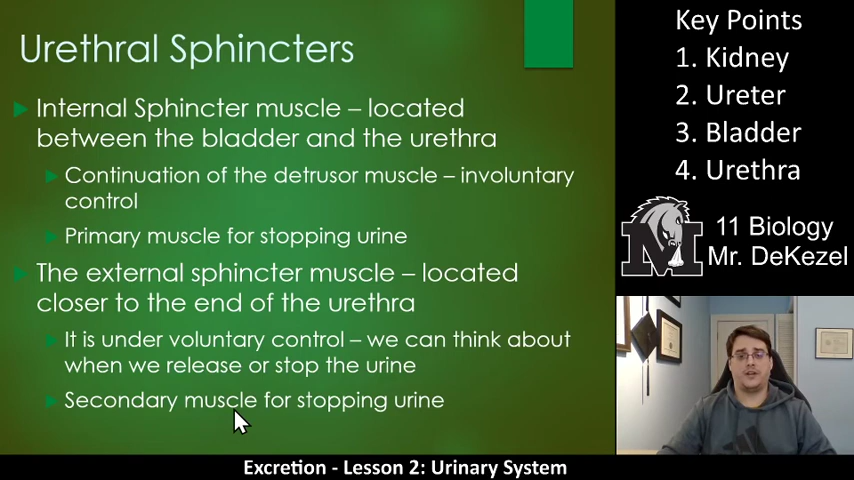 Urethral Sphincters
Internal Sphincter muscle – located
between the bladder and the urethra
Continuation of the detrusor muscle – involuntary
control
Primary muscle for stopping urine
The external sphincter muscle – located
closer to the end of the urethra
It is under voluntary control – we can think about
when we release or stop the urine
Secondary muscle for stopping urine
Key Points
1. Kidney
2. Ureter
3. Bladder
4. Urethra
M
11 Biology
Mr. DeKezel
Excretion - Lesson 2: Urinary System